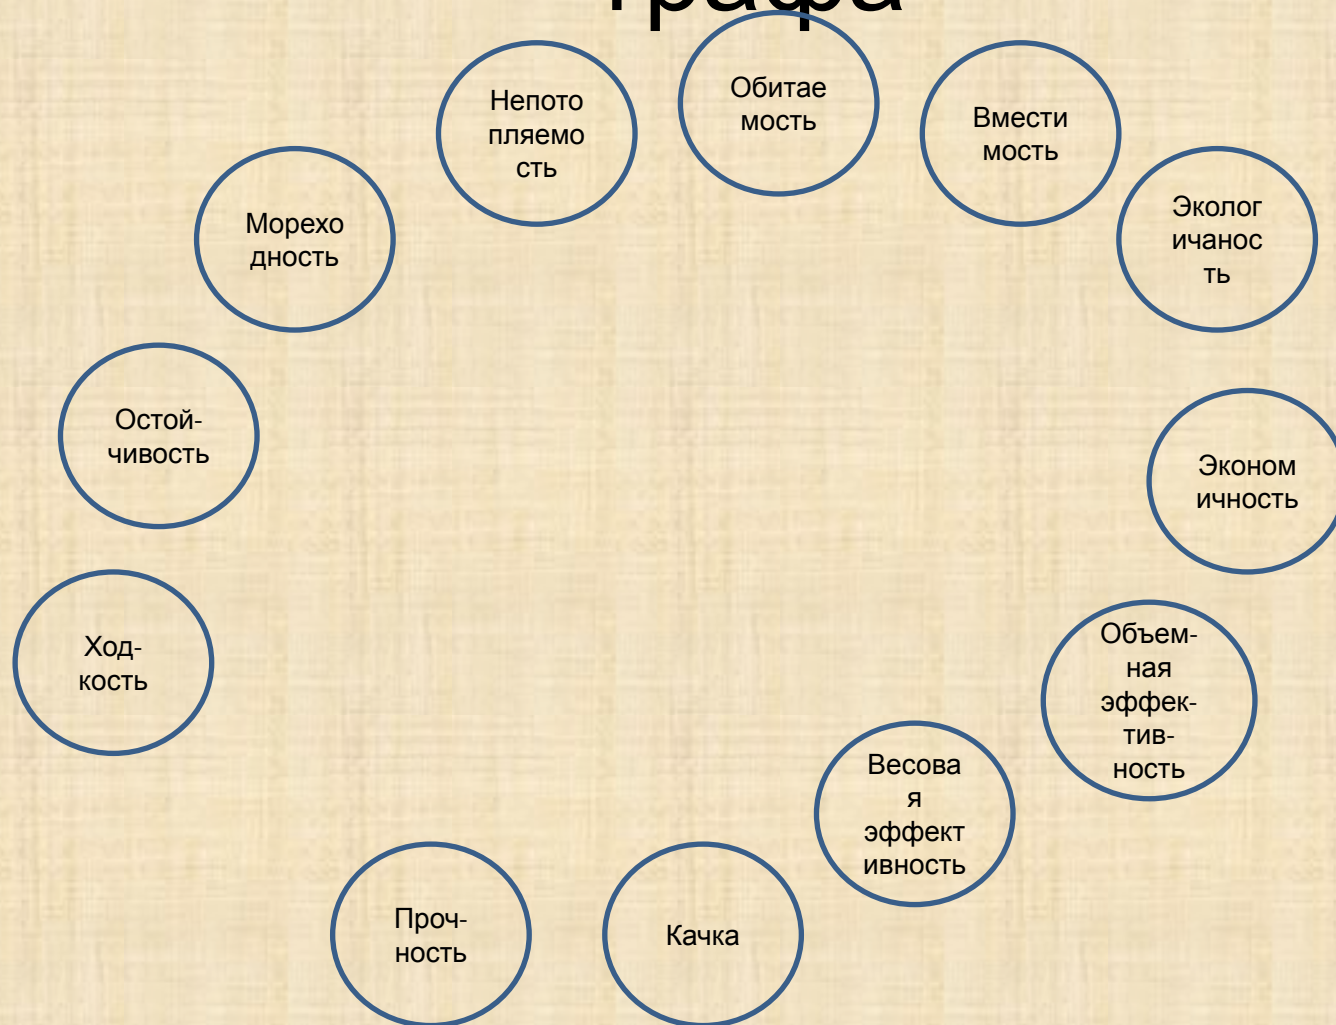 графа
Непото
пляемо
сть
Обитае
мость
Вмести
мость
Эколог
ичанос
ть
Морехо
дность
Остой-
чивость
Эконом
ичность
Ход-
кость
Объем-
ная
эффек-
тив-
ность
Весова
я
эффект
ивность
Проч-
ность
Качка